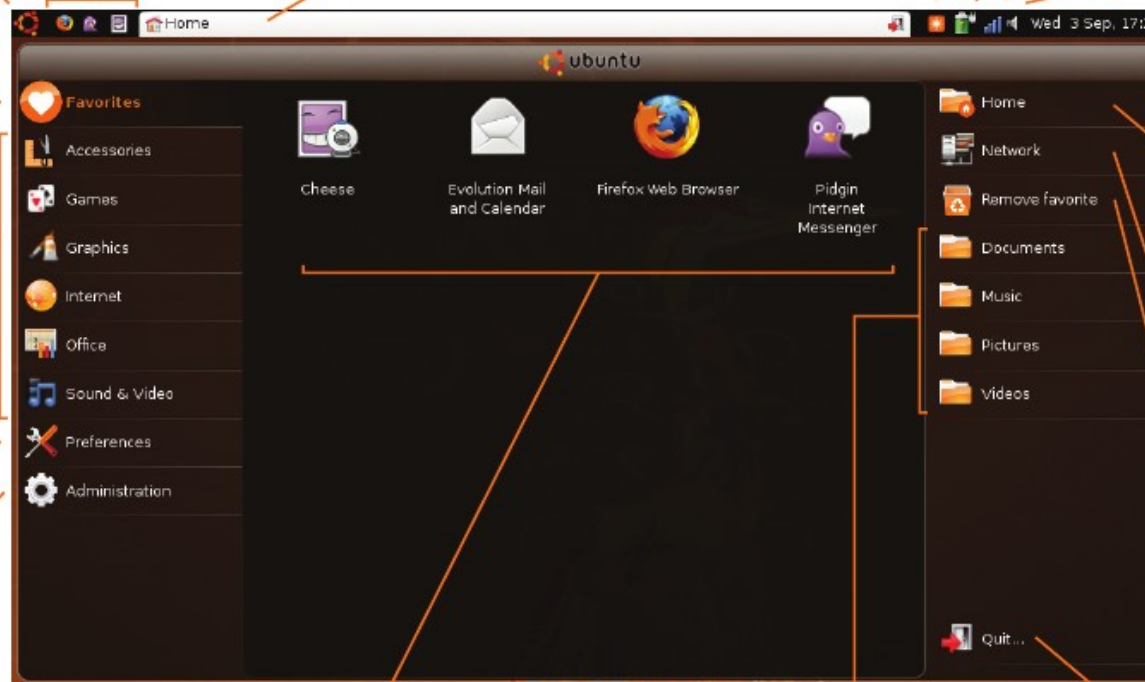 Home
Wed 3 Sep, 17:
ubuntu
Favorites
Accessories
Games
Graphics
Internet
Office
Sound & Video
Preferences
Administration
Cheese
Evolution Mail
and Calendar
Firefox Web Browser
Pidgin
Internet
Messenger
Home
Network
Remove favorite
Documents
Music
Pictures
Videos
Quit...